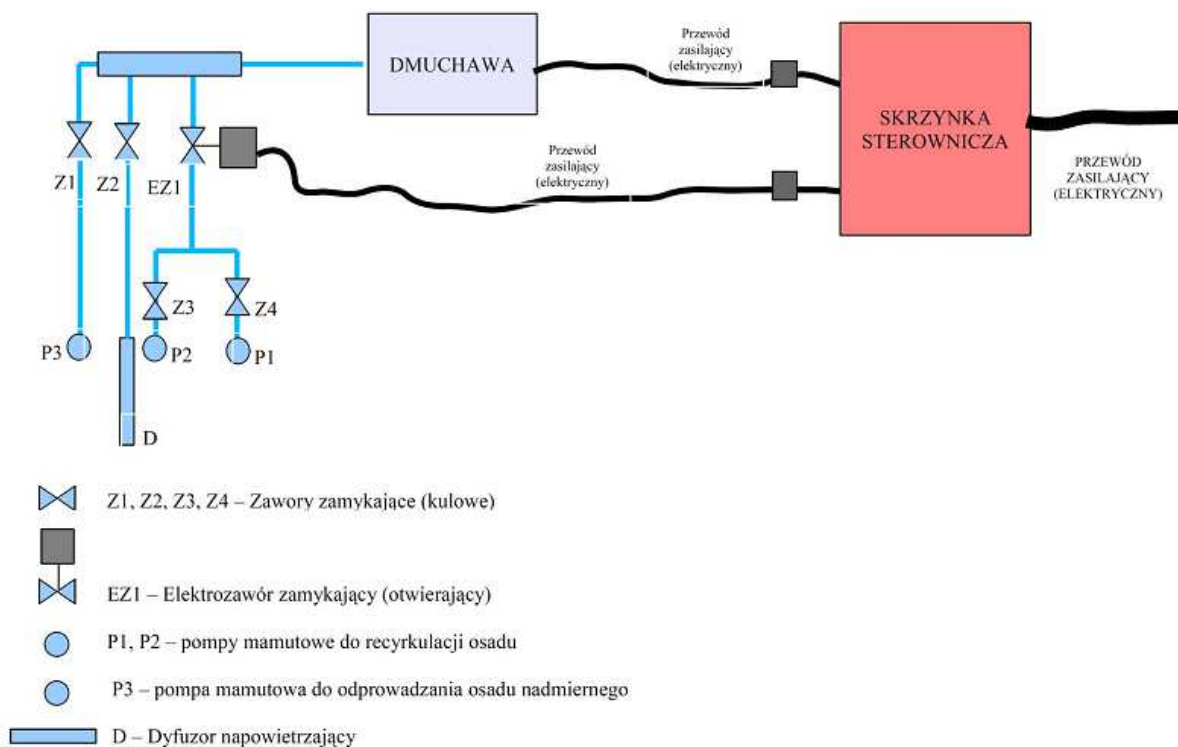 DMUCHAWA
Przewód
zasilający
(elektryczny)
SKRZYNKA
STEROWNICZA
PRZEWÓD
ZASILAJĄCY
(ELEKTRYCZNY)
Przewód
zasilający
(elektryczny)
Z1
Z2
EZ1
Z3
Z4
P3
P2
P1
D
Z1, Z2, Z3, Z4 – Zawory zamykające (kulowe)
EZ1 – Elektrozawór zamykający (otwierający)
P1, P2 – pompy mamutowe do recyrkulacji osadu
P3 – pompa mamutowa do odprowadzania osadu nadmiernego
D – Dyfuzor napowietrzający